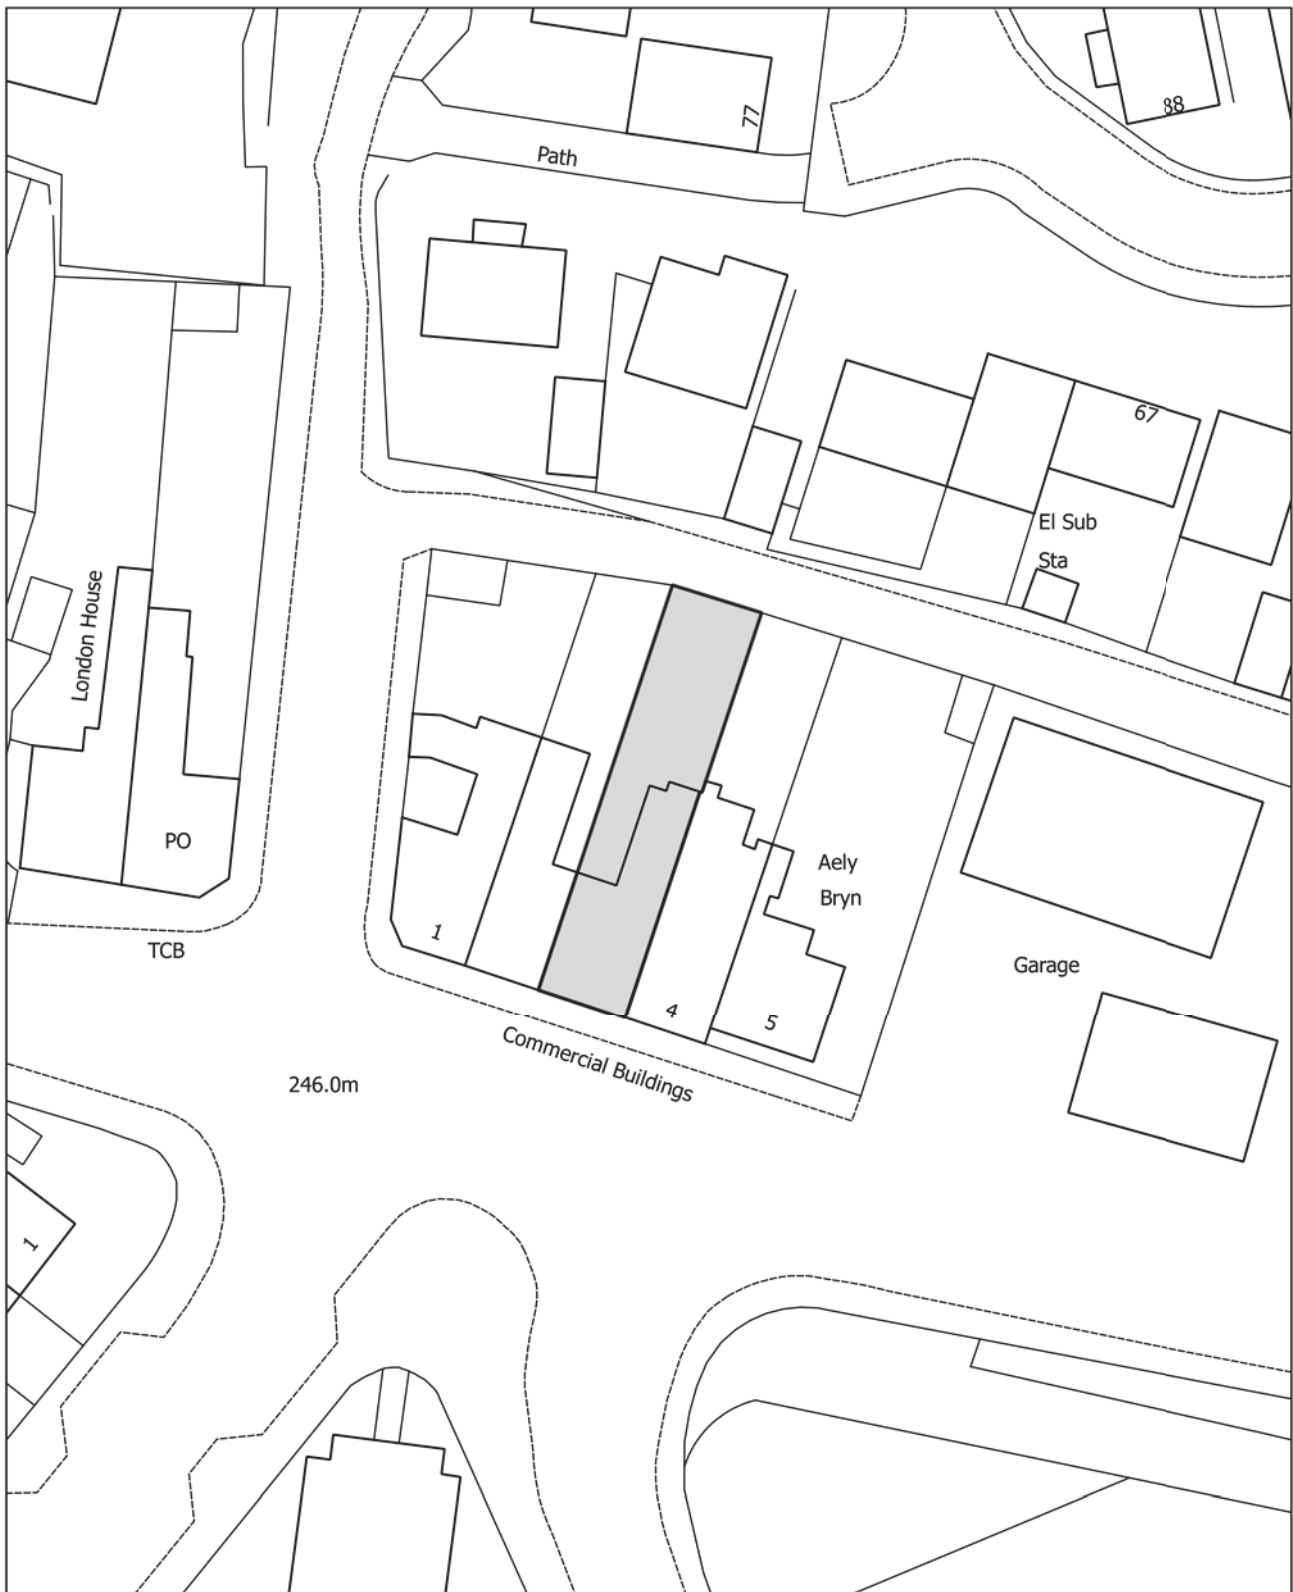 88
77
Path
67
El Sub
Sta
London House
PO
Aely
Bryn
1
TCB
Garage
4
5
Commercial Buildings
246.0m
1